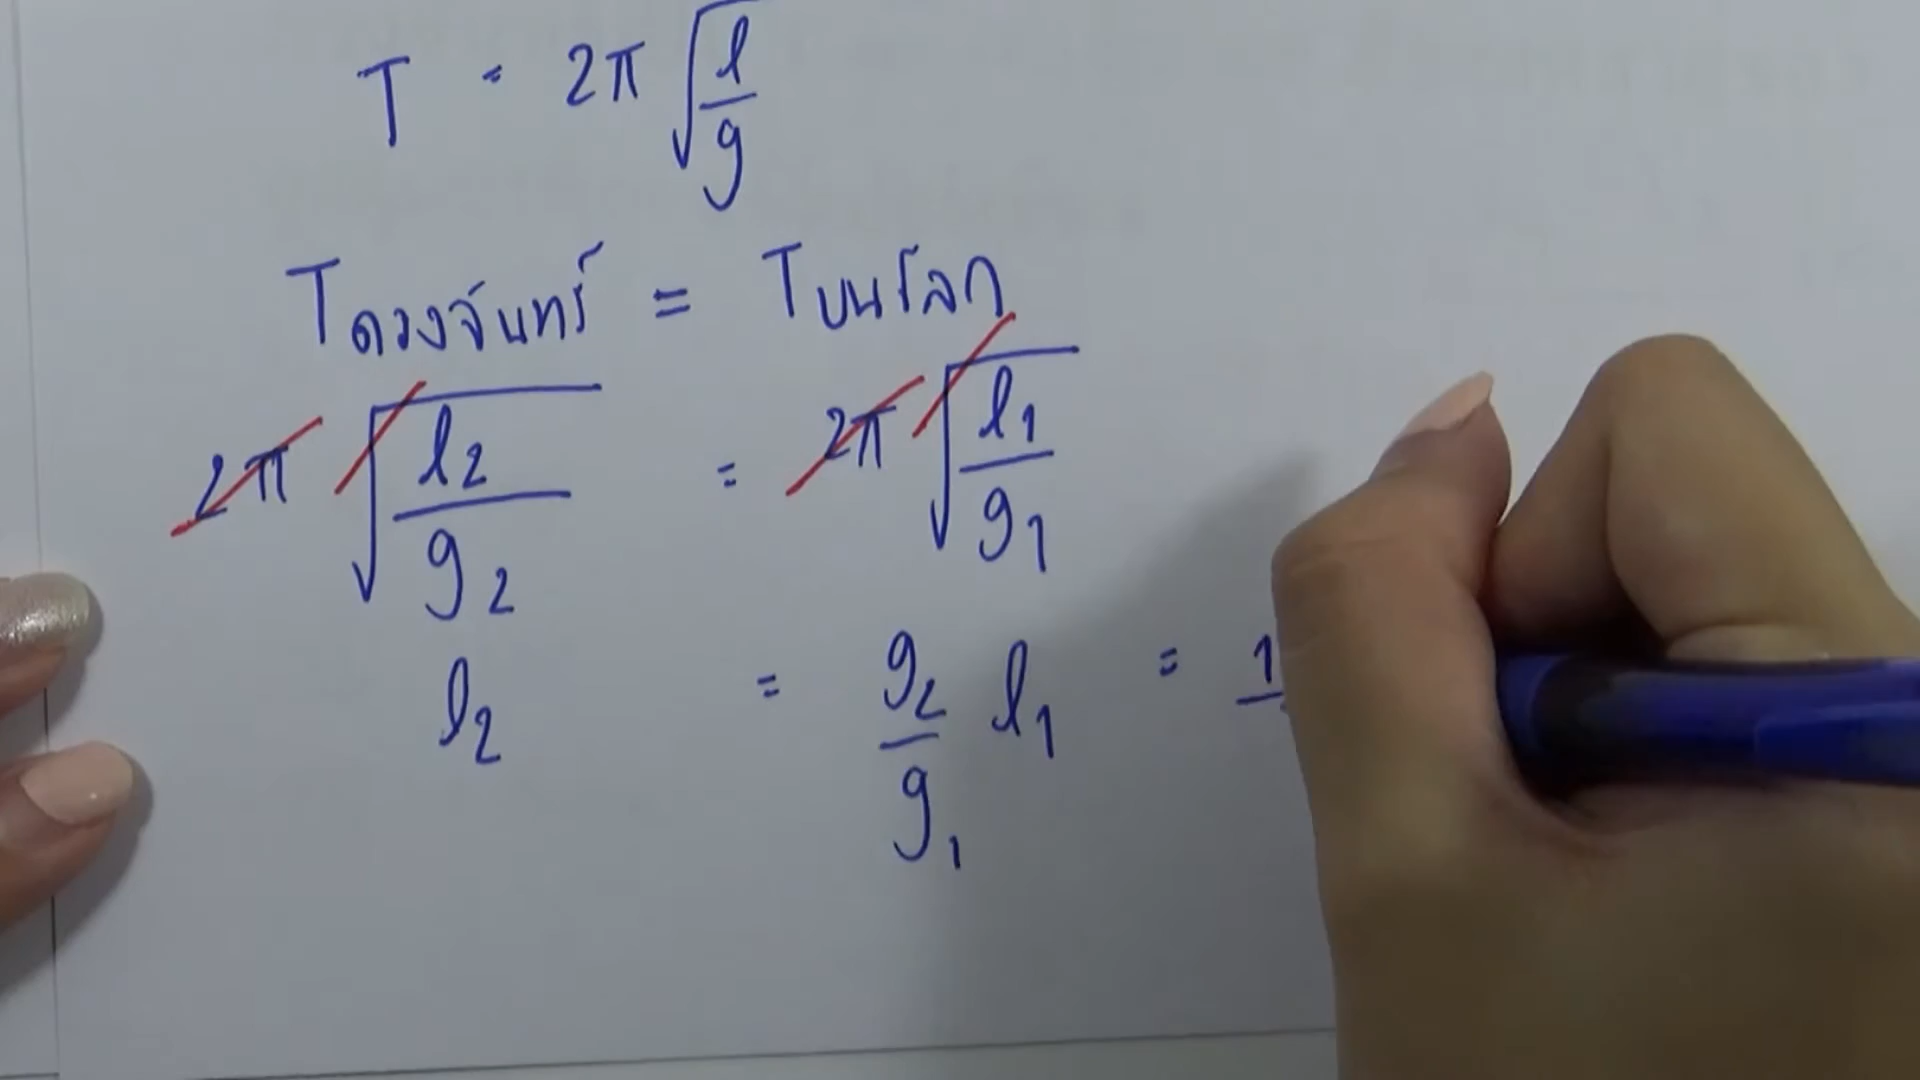 T = 2π √(l/g)
Tดวงจันทร์ = Tบนโลก
2π √(l2/g2) = 2π √(l1/g1)
l2 = g2/g1 l1 = 1